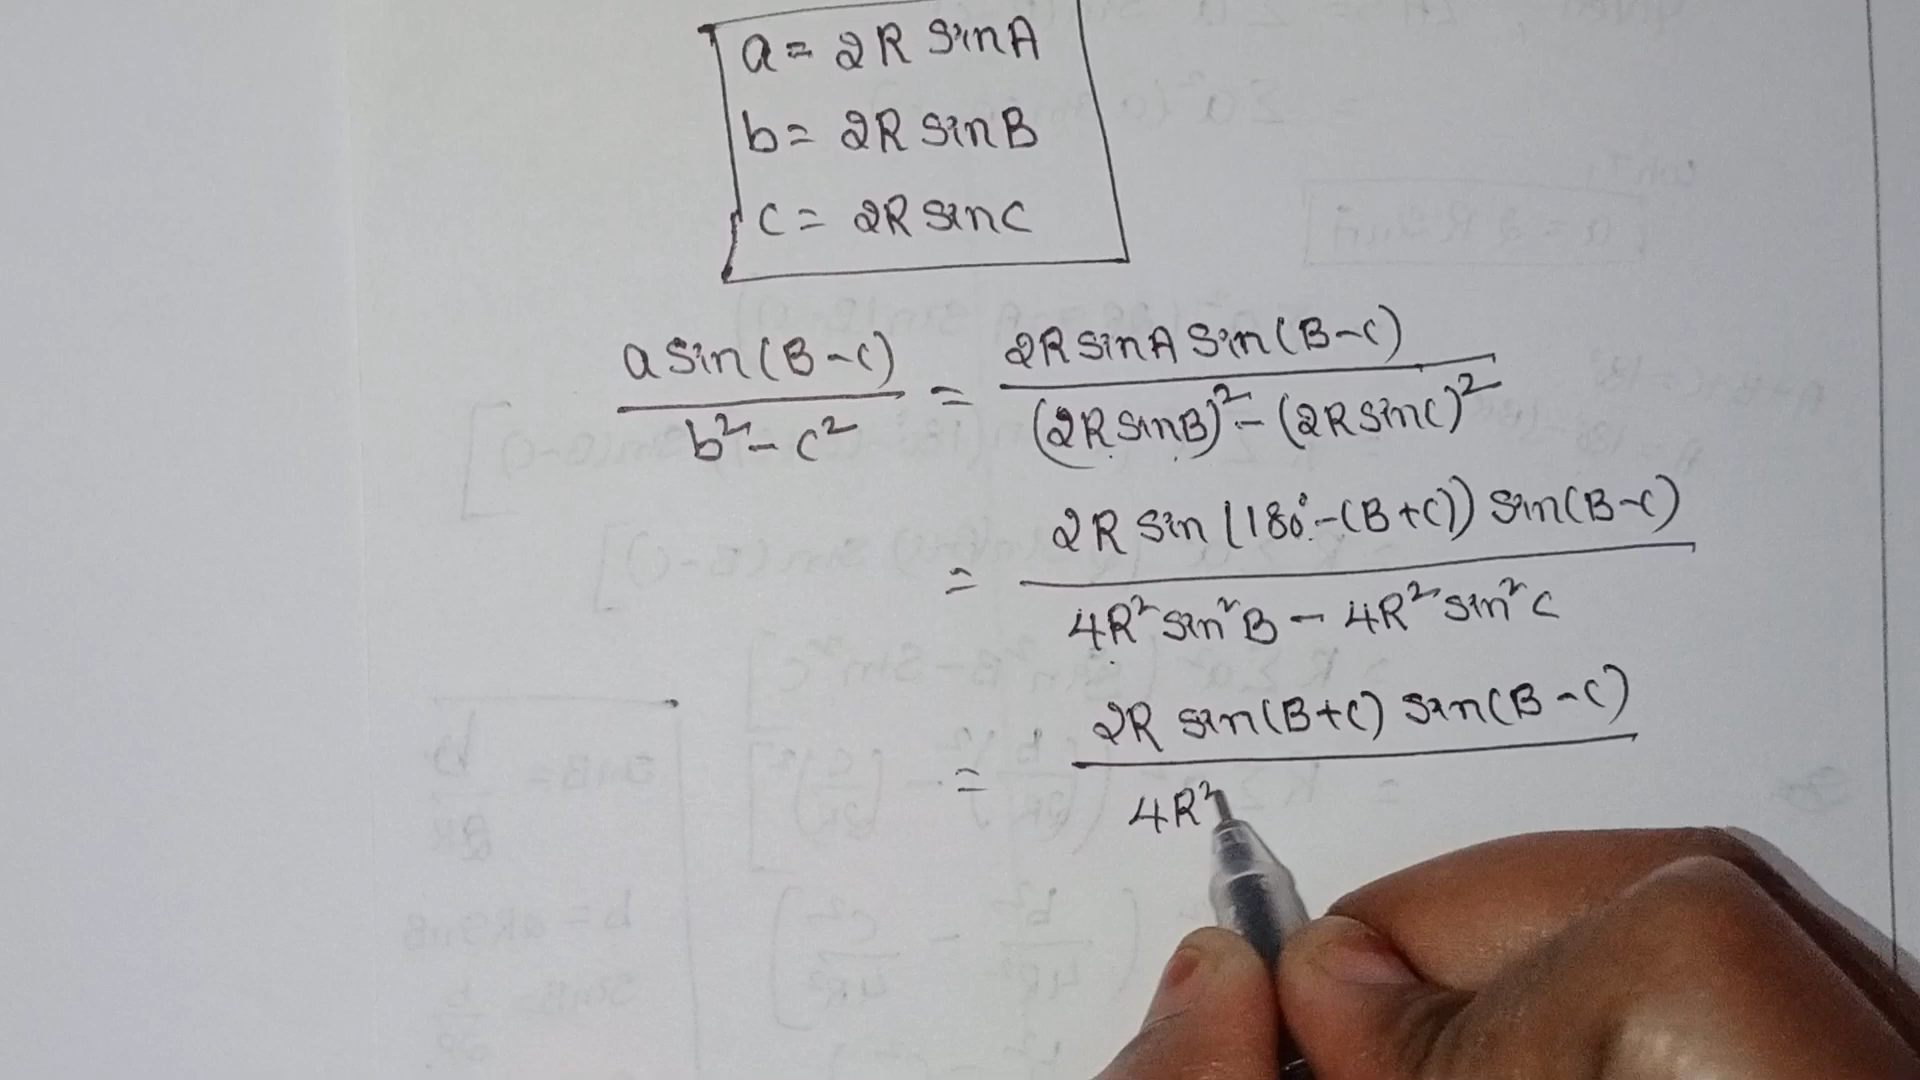 a = 2R sinA
b = 2R sinB
c = 2R sinC
a sin(B-C) / b² - c² = 2R sinA sin(B-C) / (2R sinB)² - (2R sinC)²
= 2R sin(180° - (B+C)) sin(B-C) / 4R² sin²B - 4R² sin²C
= 2R sin(B+C) sin(B-C) / 4R²